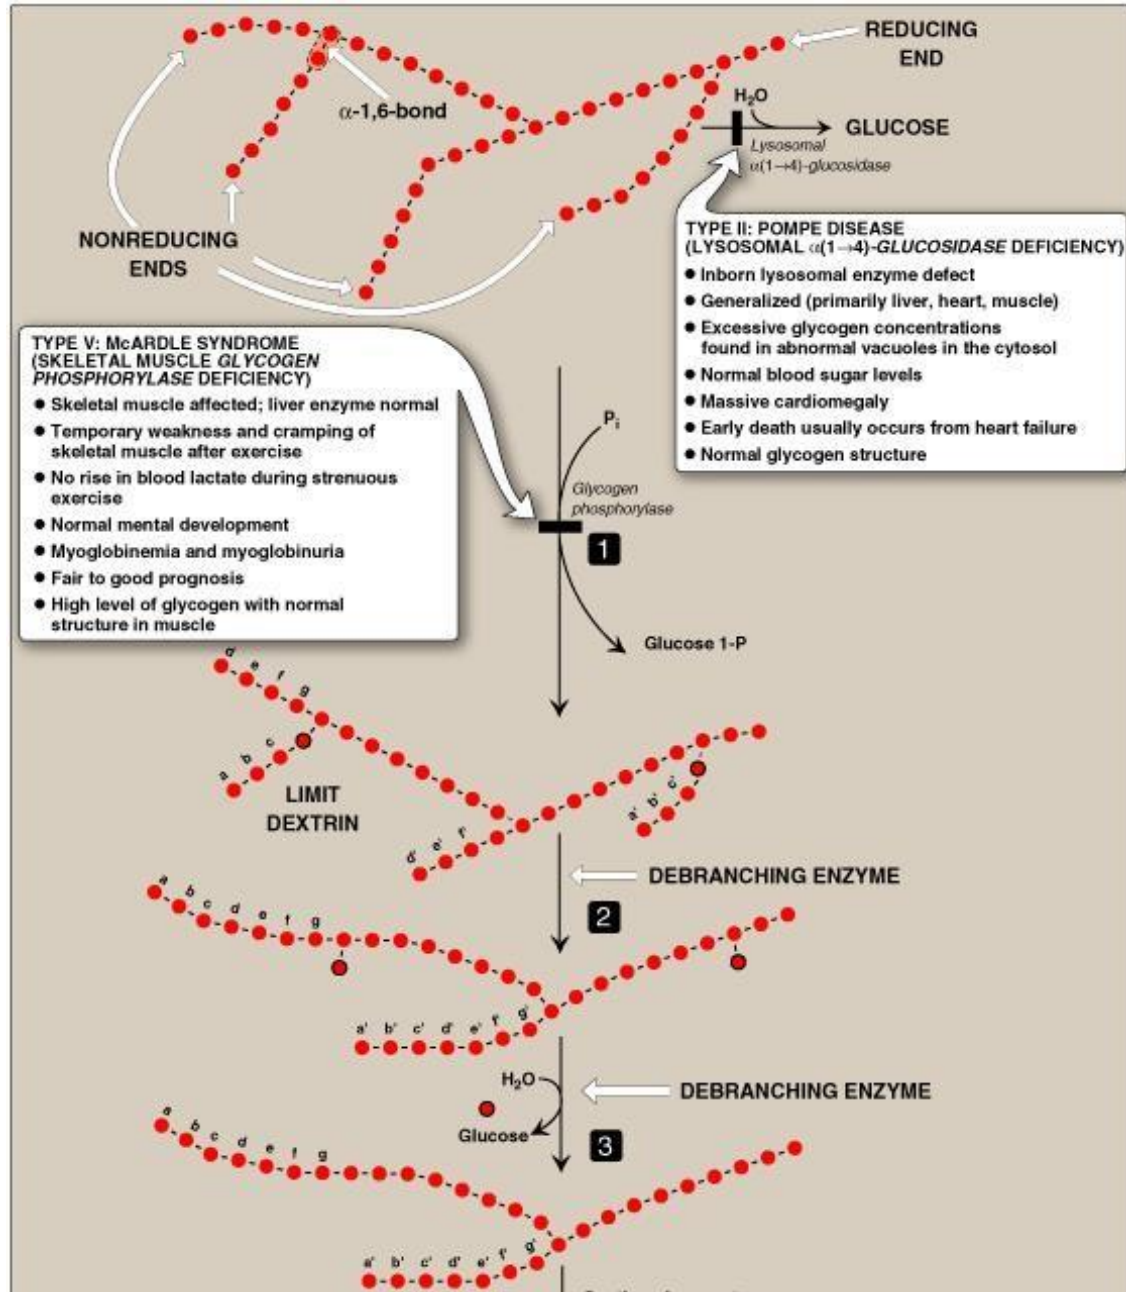 REDUCING
END
α-1,6-bond
H₂O
GLUCOSE
Lysosomal
α(1→4)-glucosidase
NONREDUCING
ENDS
TYPE II: POMPE DISEASE
(LYSOSOMAL α(1→4)-GLUCOSIDASE DEFICIENCY)
● Inborn lysosomal enzyme defect
● Generalized (primarily liver, heart, muscle)
● Excessive glycogen concentrations
found in abnormal vacuoles in the cytosol
● Normal blood sugar levels
● Massive cardiomegaly
● Early death usually occurs from heart failure
● Normal glycogen structure
TYPE V: McARDLE SYNDROME
(SKELETAL MUSCLE GLYCOGEN
PHOSPHORYLASE DEFICIENCY)
● Skeletal muscle affected; liver enzyme normal
● Temporary weakness and cramping of
skeletal muscle after exercise
● No rise in blood lactate during strenuous
exercise
● Normal mental development
● Myoglobinemia and myoglobinuria
● Fair to good prognosis
● High level of glycogen with normal
structure in muscle
Pᵢ
Glycogen
phosphorylase
1
Glucose 1-P
d e f g
a b c
LIMIT
DEXTRIN
a' b' c'
d' e' f'
DEBRANCHING ENZYME
2
a b c d e f g
a' b' c' d' e' f' g'
H₂O
DEBRANCHING ENZYME
Glucose
3
a b c d e f g
a' b' c' d' e' f' g'